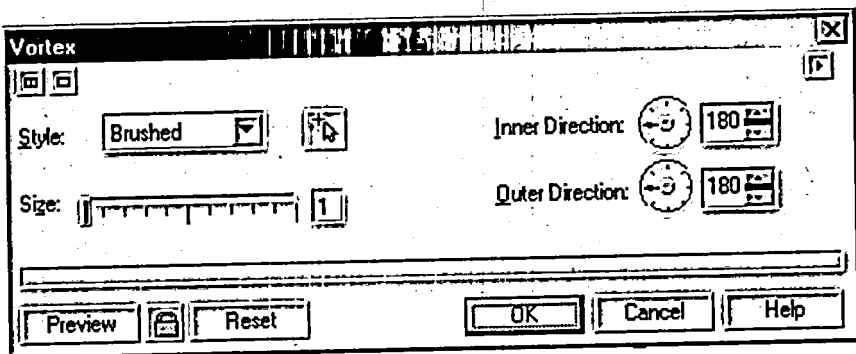 Vortex
Style: Brushed
Inner Direction: 180
Size: 1
Outer Direction: 180
Preview
Reset
OK
Cancel
Help